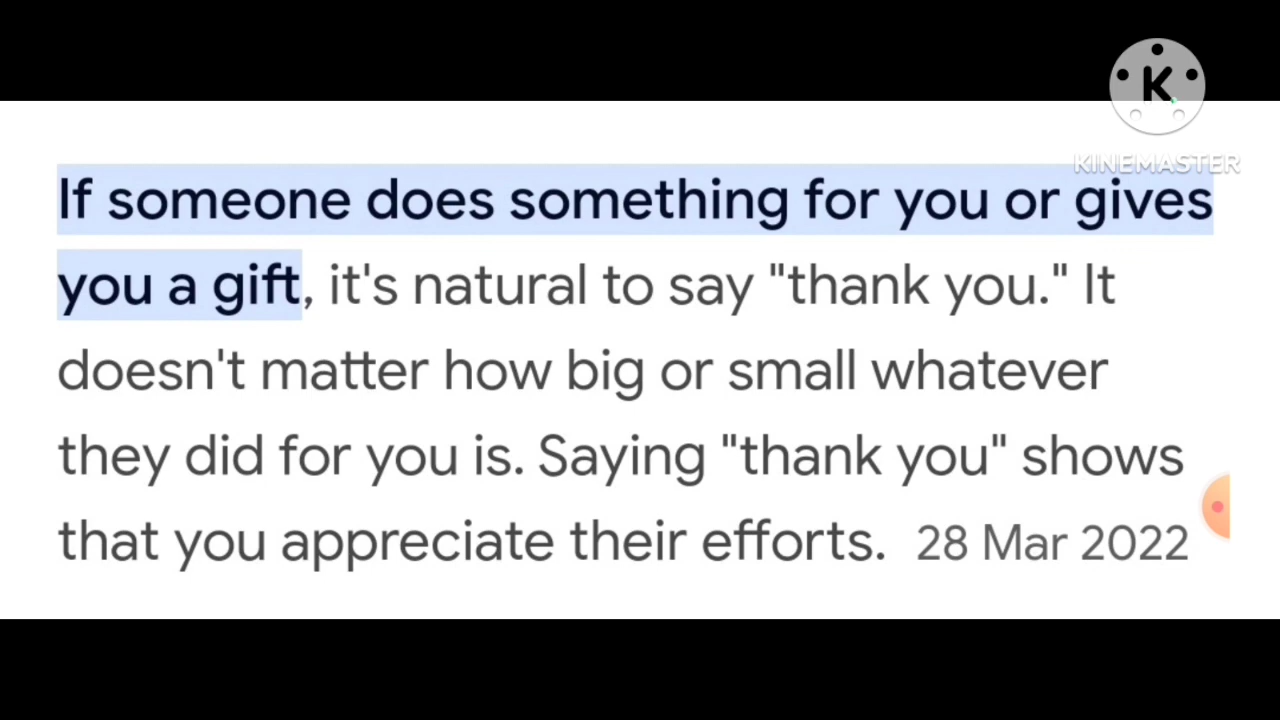 K
KINEMASTER
If someone does something for you or gives
you a gift, it's natural to say "thank you." It
doesn't matter how big or small whatever
they did for you is. Saying "thank you" shows
that you appreciate their efforts. 28 Mar 2022